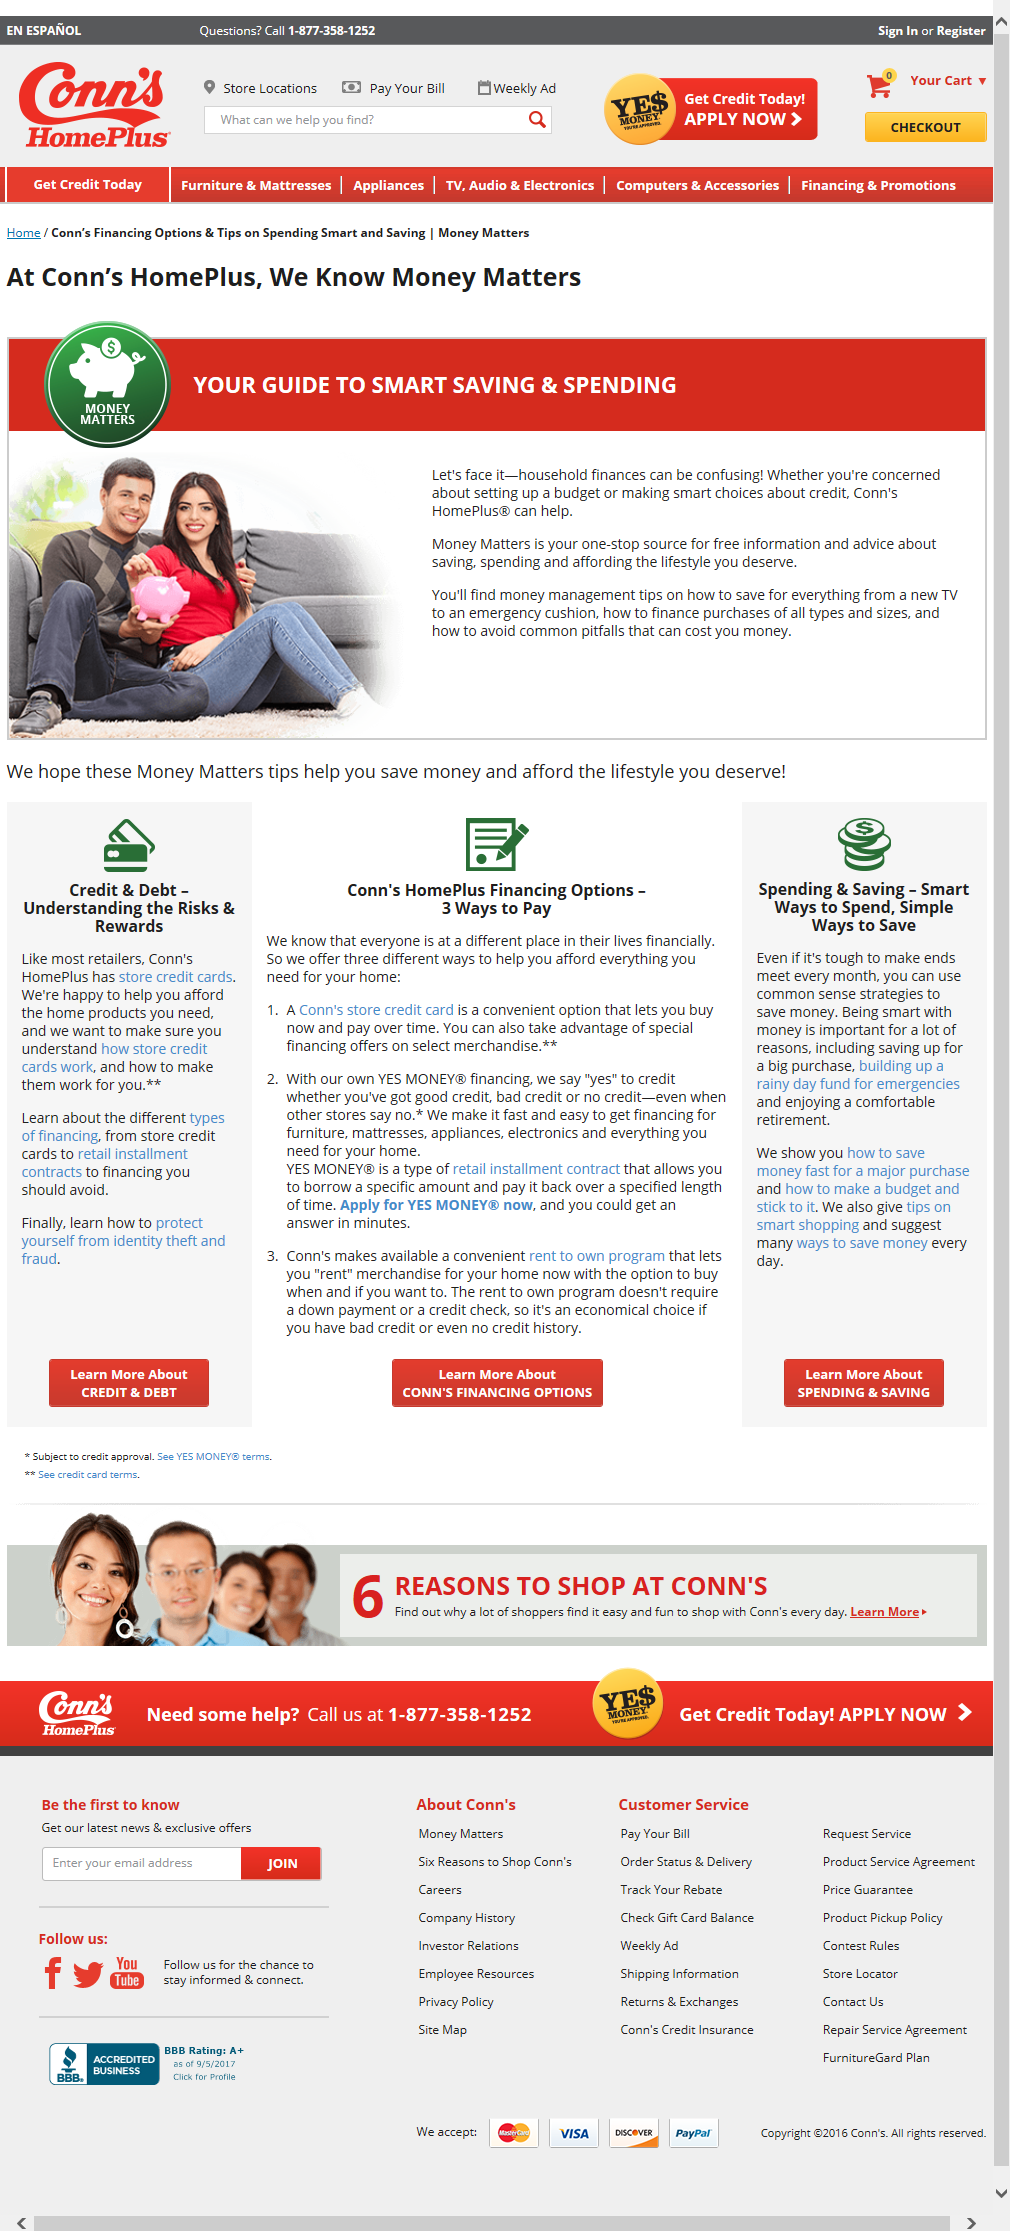 EN ESPAÑOL
Questions? Call 1-877-358-1252
Sign In or Register
Conn's HomePlus
Store Locations
Pay Your Bill
Weekly Ad
What can we help you find?
YE$ MONEY
YOU'RE APPROVED.
Get Credit Today!
APPLY NOW
0
Your Cart ▼
CHECKOUT
Get Credit Today
Furniture & Mattresses
Appliances
TV, Audio & Electronics
Computers & Accessories
Financing & Promotions
Home / Conn's Financing Options & Tips on Spending Smart and Saving | Money Matters
At Conn's HomePlus, We Know Money Matters
MONEY
MATTERS
YOUR GUIDE TO SMART SAVING & SPENDING
Let's face it—household finances can be confusing! Whether you're concerned
about setting up a budget or making smart choices about credit, Conn's
HomePlus® can help.
Money Matters is your one-stop source for free information and advice about
saving, spending and affording the lifestyle you deserve.
You'll find money management tips on how to save for everything from a new TV
to an emergency cushion, how to finance purchases of all types and sizes, and
how to avoid common pitfalls that can cost you money.
We hope these Money Matters tips help you save money and afford the lifestyle you deserve!
Credit & Debt –
Understanding the Risks &
Rewards
Like most retailers, Conn's
HomePlus has store credit cards.
We're happy to help you afford
the home products you need,
and we want to make sure you
understand how store credit
cards work, and how to make
them work for you.**
Learn about the different types
of financing, from store credit
cards to retail installment
contracts to financing you
should avoid.
Finally, learn how to protect
yourself from identity theft and
fraud.
Learn More About
CREDIT & DEBT
Conn's HomePlus Financing Options –
3 Ways to Pay
We know that everyone is at a different place in their lives financially.
So we offer three different ways to help you afford everything you
need for your home:
1. A Conn's store credit card is a convenient option that lets you buy
now and pay over time. You can also take advantage of special
financing offers on select merchandise.**
2. With our own YES MONEY® financing, we say "yes" to credit
whether you've got good credit, bad credit or no credit—even when
other stores say no.* We make it fast and easy to get financing for
furniture, mattresses, appliances, electronics and everything you
need for your home.
YES MONEY® is a type of retail installment contract that allows you
to borrow a specific amount and pay it back over a specified length
of time. Apply for YES MONEY® now, and you could get an
answer in minutes.
3. Conn's makes available a convenient rent to own program that lets
you "rent" merchandise for your home now with the option to buy
when and if you want to. The rent to own program doesn't require
a down payment or a credit check, so it's an economical choice if
you have bad credit or even no credit history.
Learn More About
CONN'S FINANCING OPTIONS
Spending & Saving – Smart
Ways to Spend, Simple
Ways to Save
Even if it's tough to make ends
meet every month, you can use
common sense strategies to
save money. Being smart with
money is important for a lot of
reasons, including saving up for
a big purchase, building up a
rainy day fund for emergencies
and enjoying a comfortable
retirement.
We show you how to save
money fast for a major purchase
and how to make a budget and
stick to it. We also give tips on
smart shopping and suggest
many ways to save money every
day.
Learn More About
SPENDING & SAVING
* Subject to credit approval. See YES MONEY® terms.
** See credit card terms.
6 REASONS TO SHOP AT CONN'S
Find out why a lot of shoppers find it easy and fun to shop with Conn's every day. Learn More
Conn's HomePlus
Need some help? Call us at 1-877-358-1252
YE$ MONEY
YOU'RE APPROVED.
Get Credit Today! APPLY NOW
Be the first to know
Get our latest news & exclusive offers
Enter your email address
JOIN
Follow us:
You Tube
Follow us for the chance to
stay informed & connect.
BBB.
ACCREDITED
BUSINESS
BBB Rating: A+
as of 9/5/2017
Click for Profile
About Conn's
Money Matters
Six Reasons to Shop Conn's
Careers
Company History
Investor Relations
Employee Resources
Privacy Policy
Site Map
Customer Service
Pay Your Bill
Order Status & Delivery
Track Your Rebate
Check Gift Card Balance
Weekly Ad
Shipping Information
Returns & Exchanges
Conn's Credit Insurance
Request Service
Product Service Agreement
Price Guarantee
Product Pickup Policy
Contest Rules
Store Locator
Contact Us
Repair Service Agreement
FurnitureGard Plan
We accept:
MasterCard
VISA
DISCOVER
PayPal
Copyright ©2016 Conn's. All rights reserved.